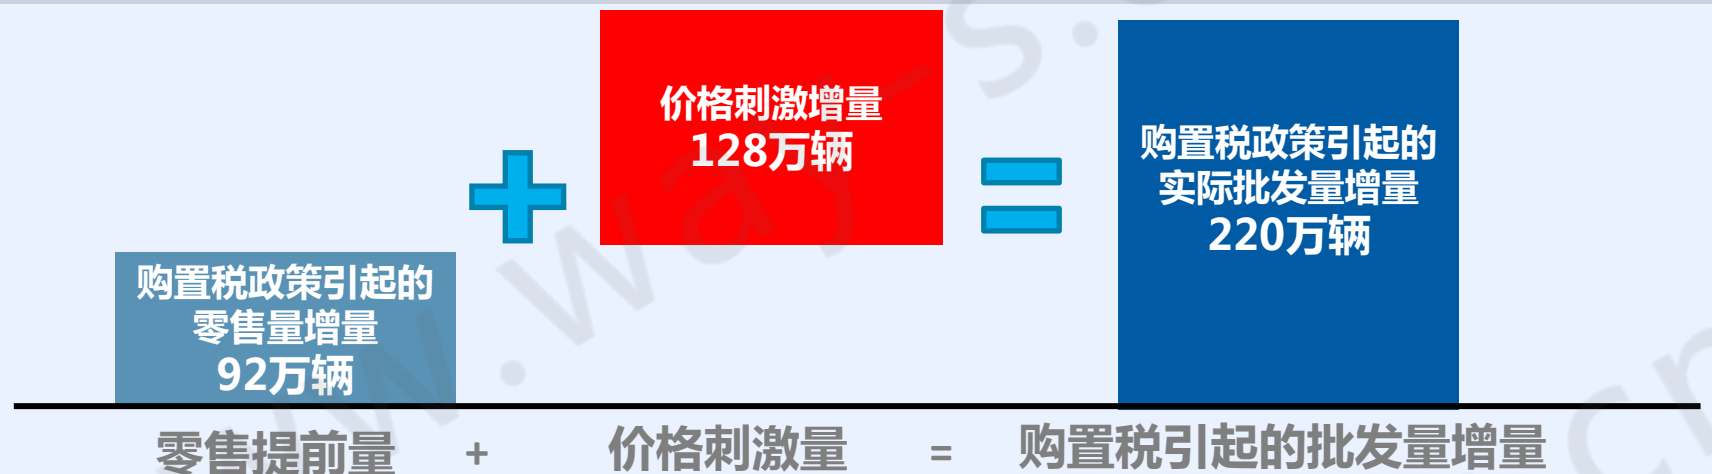 价格刺激增量
128万辆
购置税政策引起的
实际批发量增量
220万辆
购置税政策引起的
零售量增量
92万辆
零售提前量 + 价格刺激量 = 购置税引起的批发量增量